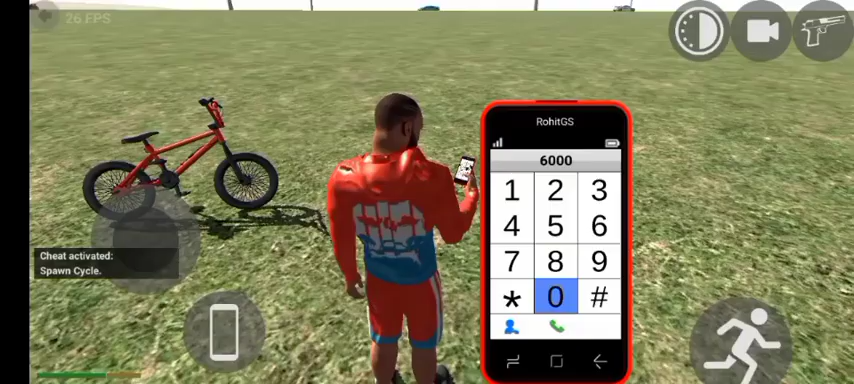 26 FPS
RohitGS
6000
1 2 3
4 5 6
7 8 9
* 0 #
Cheat activated:
Spawn Cycle.